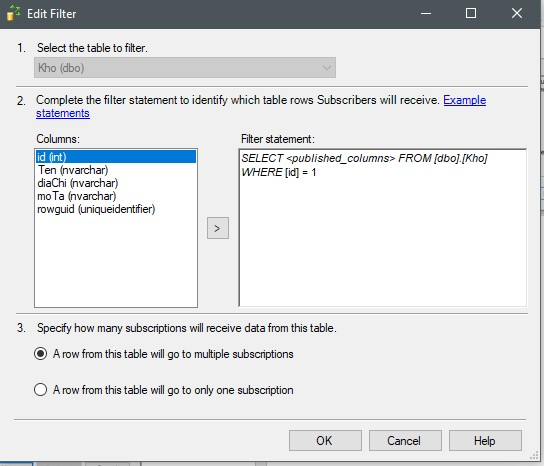 Edit Filter
1. Select the table to filter.
Kho (dbo)
2. Complete the filter statement to identify which table rows Subscribers will receive. Example
statements
Columns:
id (int)
Ten (nvarchar)
diaChi (nvarchar)
moTa (nvarchar)
rowguid (uniqueidentifier)
>
Filter statement:
SELECT <published_columns> FROM [dbo].[Kho]
WHERE [id] = 1
3. Specify how many subscriptions will receive data from this table.
A row from this table will go to multiple subscriptions
A row from this table will go to only one subscription
OK Cancel Help